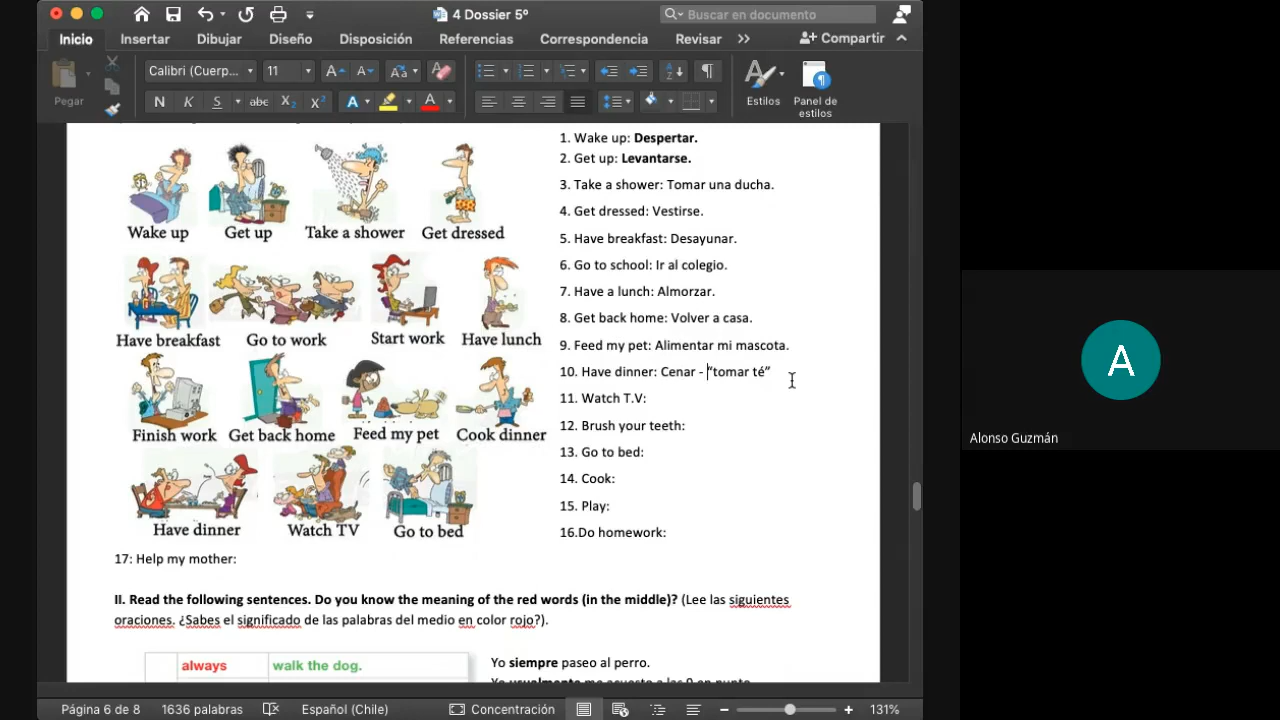 4 Dossier 5º
Buscar en documento
Inicio
Insertar
Dibujar
Diseño
Disposición
Referencias
Correspondencia
Revisar
Compartir
Pegar
Calibri (Cuerp...
11
Aa
N K S abc X₂ X²
A
A
Estilos
Panel de estilos
Wake up
Get up
Take a shower
Get dressed
Have breakfast
Go to work
Start work
Have lunch
Finish work
Get back home
Feed my pet
Cook dinner
Have dinner
Watch TV
Go to bed
1. Wake up: Despertar.
2. Get up: Levantarse.
3. Take a shower: Tomar una ducha.
4. Get dressed: Vestirse.
5. Have breakfast: Desayunar.
6. Go to school: Ir al colegio.
7. Have a lunch: Almorzar.
8. Get back home: Volver a casa.
9. Feed my pet: Alimentar mi mascota.
10. Have dinner: Cenar - “tomar té”
11. Watch T.V:
12. Brush your teeth:
13. Go to bed:
14. Cook:
15. Play:
16.Do homework:
17: Help my mother:
II. Read the following sentences. Do you know the meaning of the red words (in the middle)? (Lee las siguientes
oraciones. ¿Sabes el significado de las palabras del medio en color rojo?).
always
walk the dog.
Yo siempre paseo al perro.
Página 6 de 8
1636 palabras
Español (Chile)
Concentración
131%
A
Alonso Guzmán